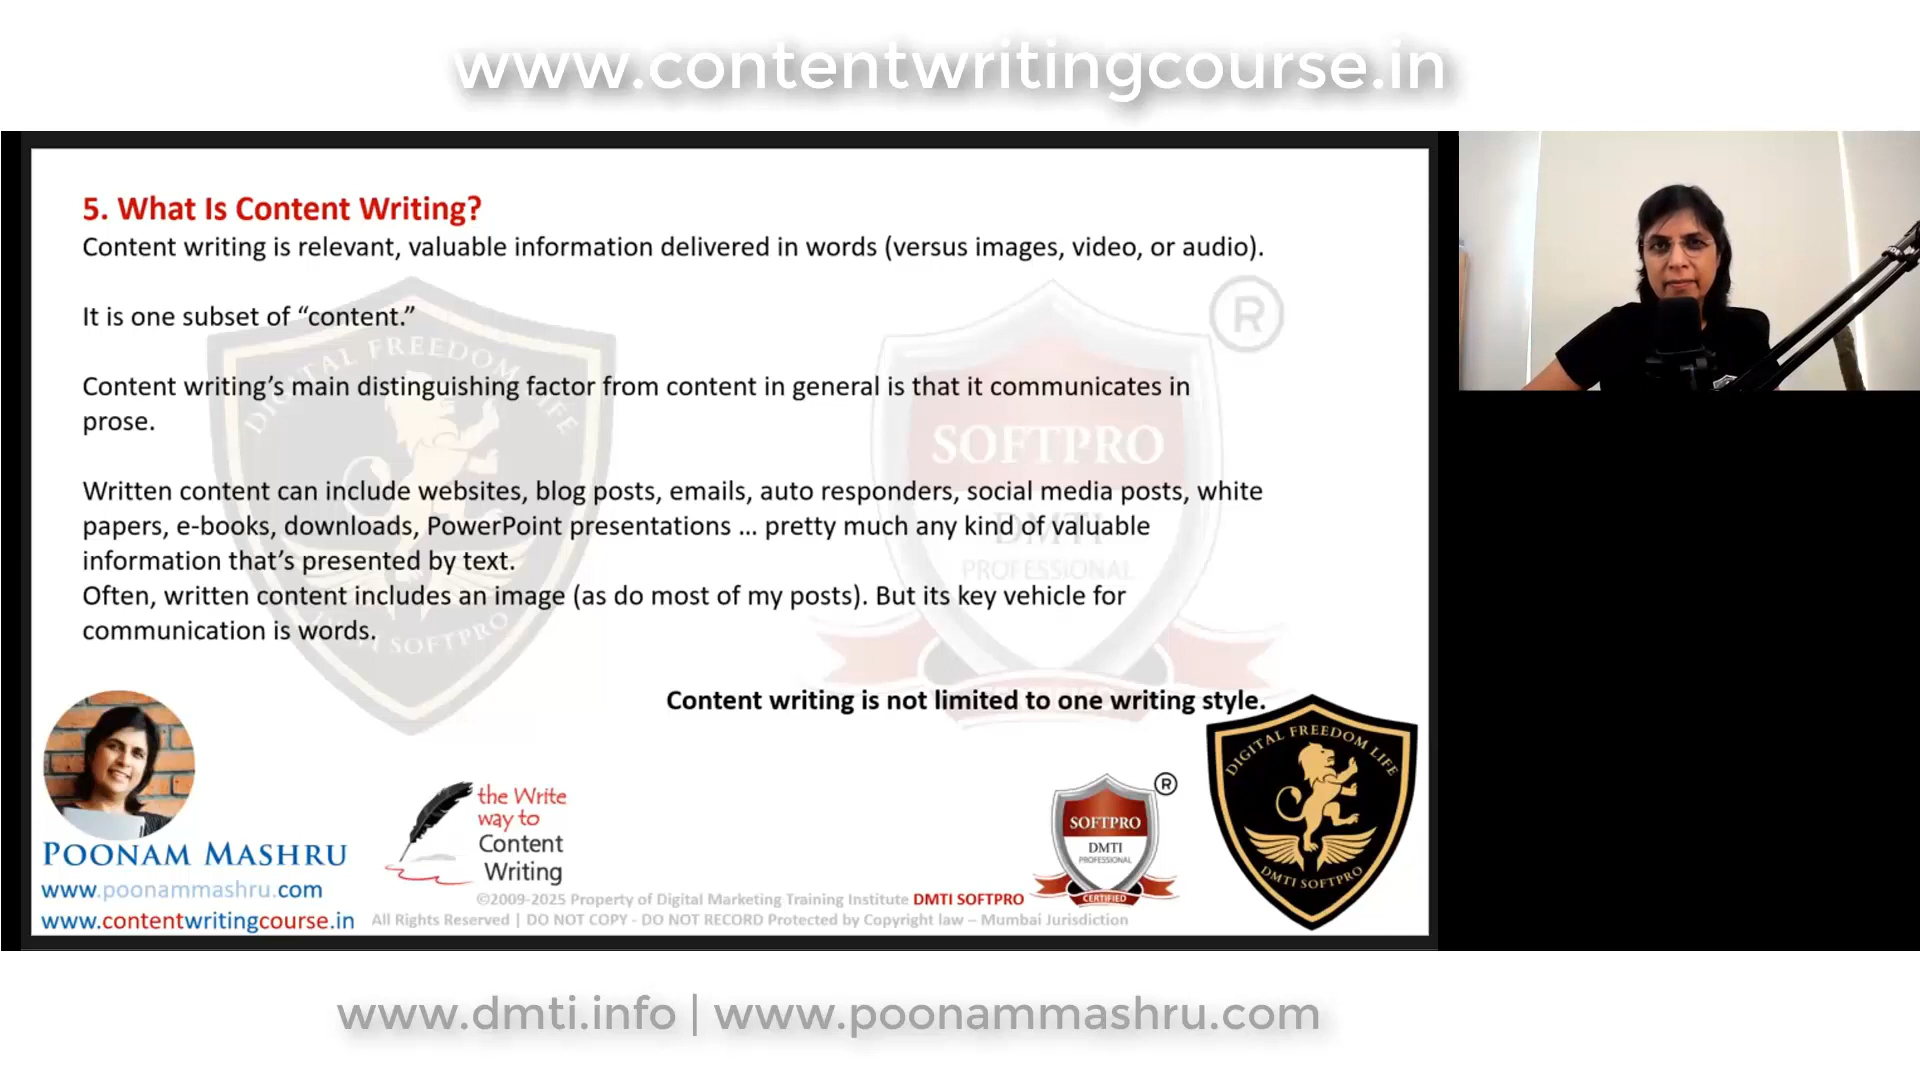 www.contentwritingcourse.in
5. What Is Content Writing?
Content writing is relevant, valuable information delivered in words (versus images, video, or audio).
It is one subset of “content.”
Content writing’s main distinguishing factor from content in general is that it communicates in
prose.
Written content can include websites, blog posts, emails, auto responders, social media posts, white
papers, e-books, downloads, PowerPoint presentations ... pretty much any kind of valuable
information that’s presented by text.
Often, written content includes an image (as do most of my posts). But its key vehicle for
communication is words.
Content writing is not limited to one writing style.
DIGITAL FREEDOM LIFE
DMTI SOFTPRO
®
SOFTPRO
DMTI
PROFESSIONAL
POONAM MASHRU
www.poonammashru.com
www.contentwritingcourse.in
the Write
way to
Content
Writing
®
SOFTPRO
DMTI
PROFESSIONAL
CERTIFIED
DIGITAL FREEDOM LIFE
DMTI SOFTPRO
©2009-2025 Property of Digital Marketing Training Institute DMTI SOFTPRO
All Rights Reserved | DO NOT COPY - DO NOT RECORD Protected by Copyright law – Mumbai Jurisdiction
www.dmti.info | www.poonammashru.com